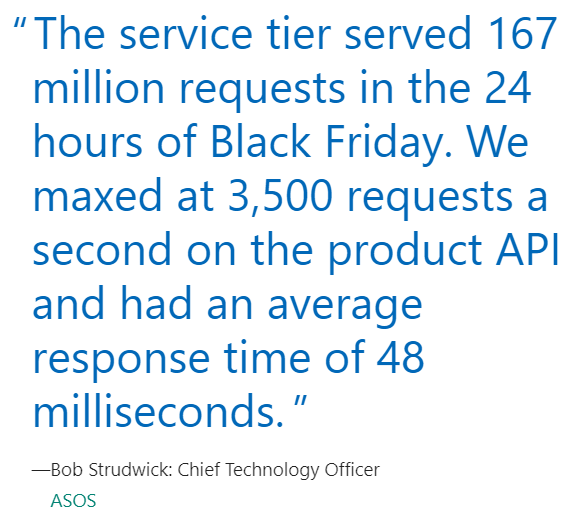 “The service tier served 167
million requests in the 24
hours of Black Friday. We
maxed at 3,500 requests a
second on the product API
and had an average
response time of 48
milliseconds.”
—Bob Strudwick: Chief Technology Officer
ASOS